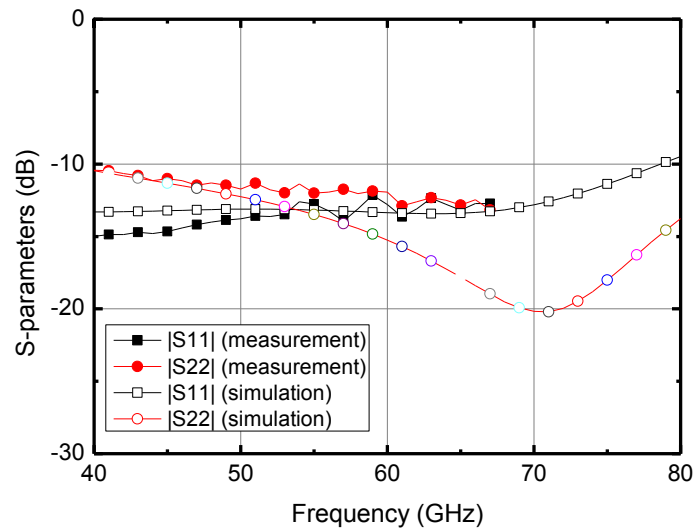 0
-10
-20
-30
S-parameters (dB)
|S11| (measurement)
|S22| (measurement)
|S11| (simulation)
|S22| (simulation)
40 50 60 70 80
Frequency (GHz)